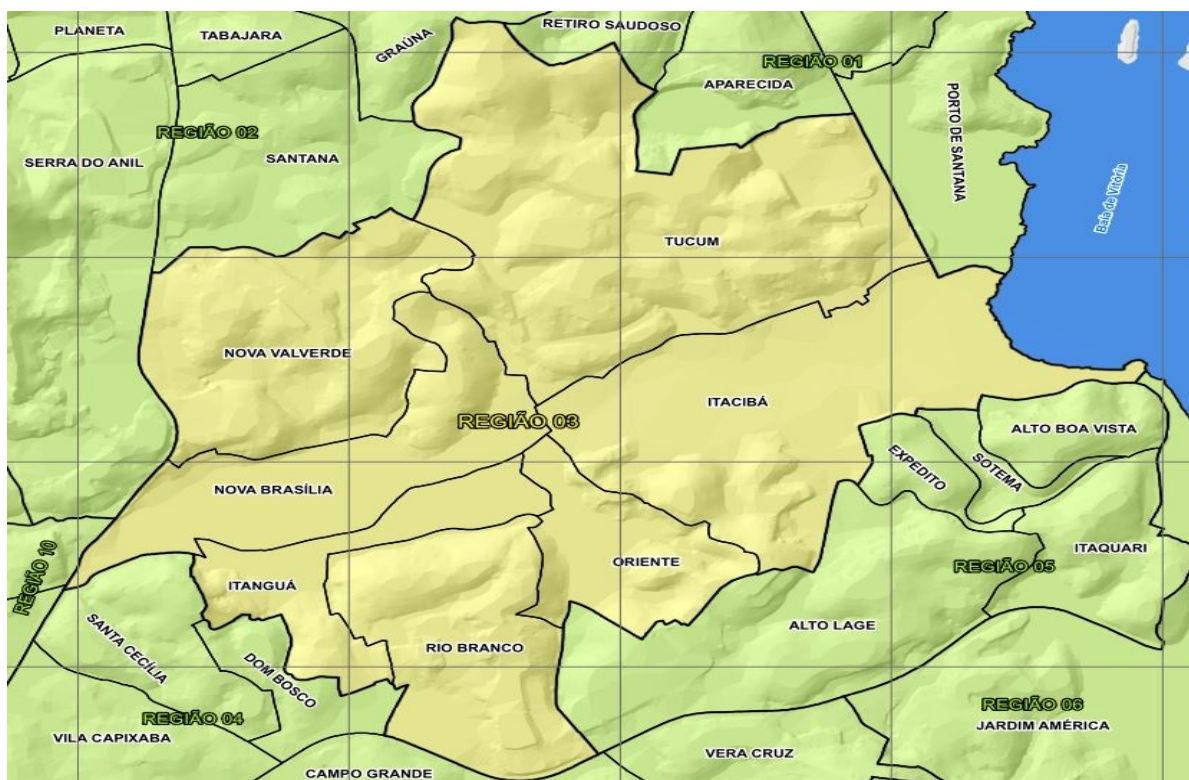 RETIRO SAUDOSO
PLANETA
TABAJARA
GRAÚNA
REGIÃO 01
APARECIDA
PORTO DE SANTANA
REGIÃO 02
SERRA DO ANIL
SANTANA
Baia de Vitória
TUCUM
NOVA VALVERDE
ITACIBÁ
REGIÃO 03
ALTO BOA VISTA
EXPEDITO
SOTEMA
NOVA BRASÍLIA
ITAQUARI
ORIENTE
REGIÃO 05
REGIÃO 10
ITANGUÁ
ALTO LAGE
SANTA CECÍLIA
RIO BRANCO
DOM BOSCO
REGIÃO 04
REGIÃO 06
JARDIM AMÉRICA
VILA CAPIXABA
VERA CRUZ
CAMPO GRANDE